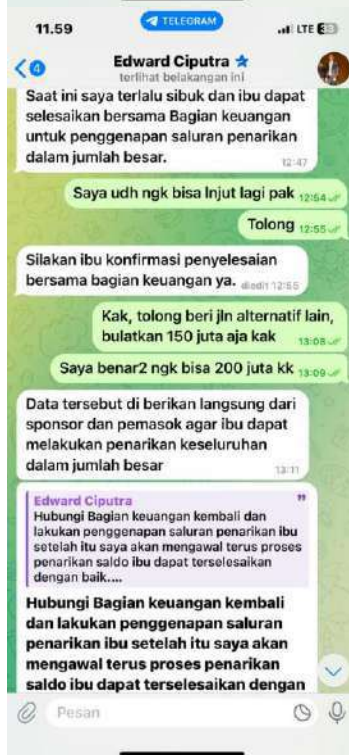 11.59
TELEGRAM
LTE
4
Edward Ciputra
terlihat belakangan ini
Saat ini saya terlalu sibuk dan ibu dapat
selesaikan bersama Bagian keuangan
untuk penggenapan saluran penarikan
dalam jumlah besar.
12:47
Saya udh ngk bisa lnjut lagi pak 12:54
Tolong 12:55
Silakan ibu konfirmasi penyelesaian
bersama bagian keuangan ya. diedit 12:55
Kak, tolong beri jln alternatif lain,
bulatkan 150 juta aja kak 13:08
Saya benar2 ngk bisa 200 juta kk 13:09
Data tersebut di berikan langsung dari
sponsor dan pemasok agar ibu dapat
melakukan penarikan keseluruhan
dalam jumlah besar 13:11
Edward Ciputra
Hubungi Bagian keuangan kembali dan
lakukan penggenapan saluran penarikan ibu
setelah itu saya akan mengawal terus proses
penarikan saldo ibu dapat terselesaikan
dengan baik....
Hubungi Bagian keuangan kembali
dan lakukan penggenapan saluran
penarikan ibu setelah itu saya akan
mengawal terus proses penarikan
saldo ibu dapat terselesaikan dengan
Pesan